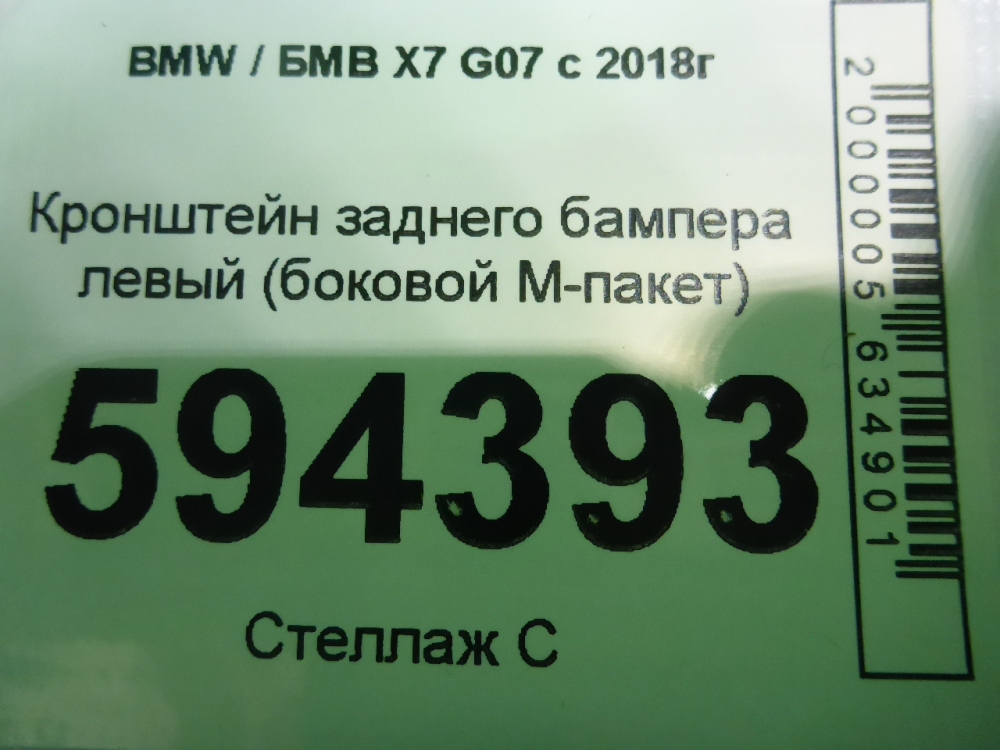 BMW / БМВ X7 G07 с 2018г
Кронштейн заднего бампера
левый (боковой М-пакет)
594393
Стеллаж С
2000005634901